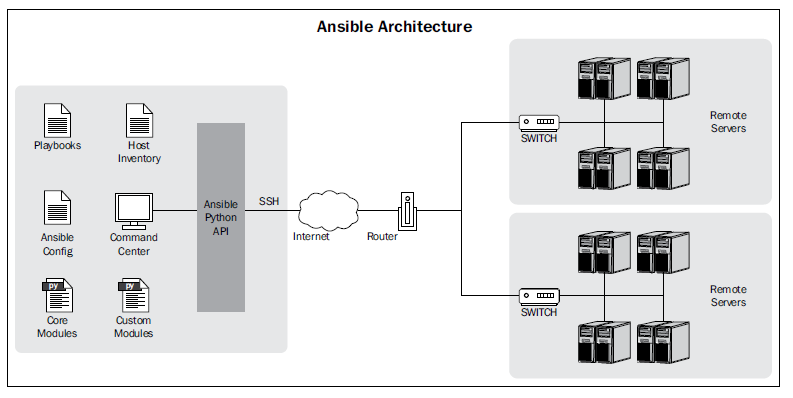 Ansible Architecture
Playbooks
Host
Inventory
Ansible
Config
Command
Center
py
Core
Modules
py
Custom
Modules
Ansible
Python
API
SSH
Internet
Router
SWITCH
Remote
Servers
SWITCH
Remote
Servers